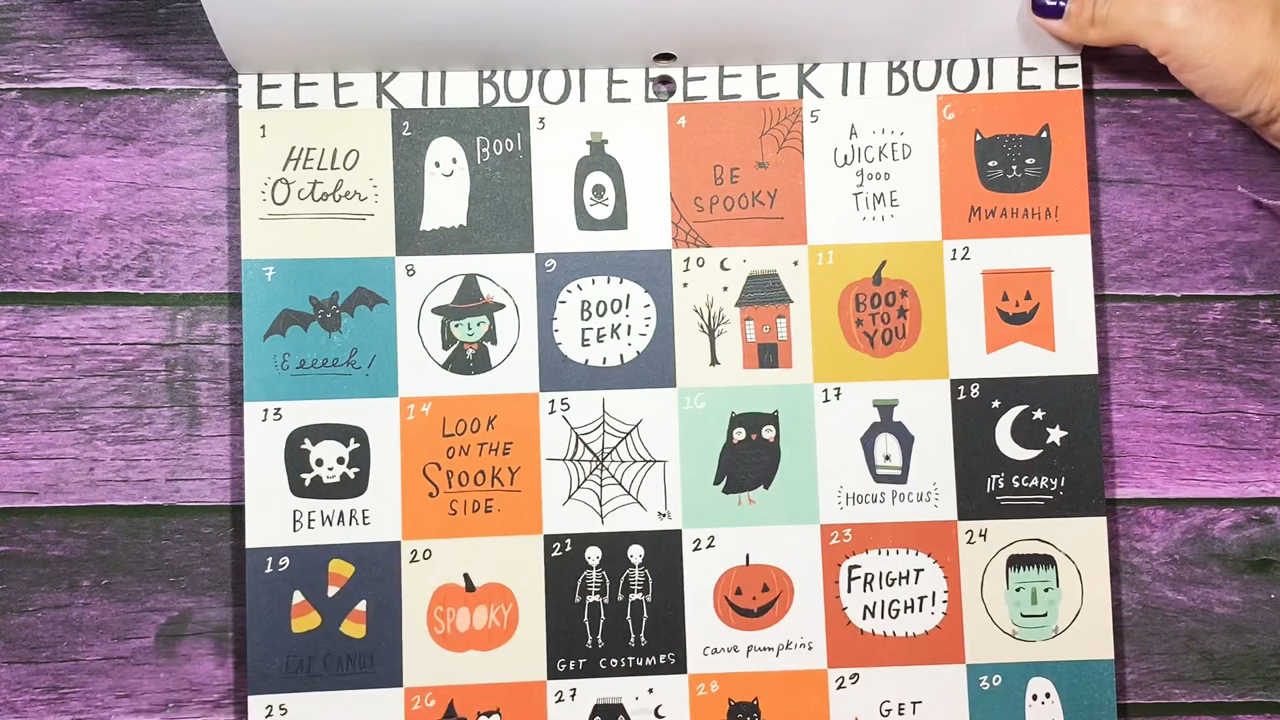 EEEK!! BOO! EEEEEK!! BOO! EE
1
HELLO
October
2
BOO!
3
4
BE
SPOOKY
5
A
WICKED
good
TIME
6
MWAHAHA!
7
Eeeeek!
8
9
BOO!
EEK!
10
11
BOO
TO
YOU
12
13
BEWARE
14
LOOK
ON THE
SPOOKY
SIDE.
15
16
17
HOCUS POCUS
18
IT'S SCARY!
19
EAT CANDY
20
SPOOKY
21
GET COSTUMES
22
carve pumpkins
23
FRIGHT
NIGHT!
24
25
26
27
28
29
GET
30